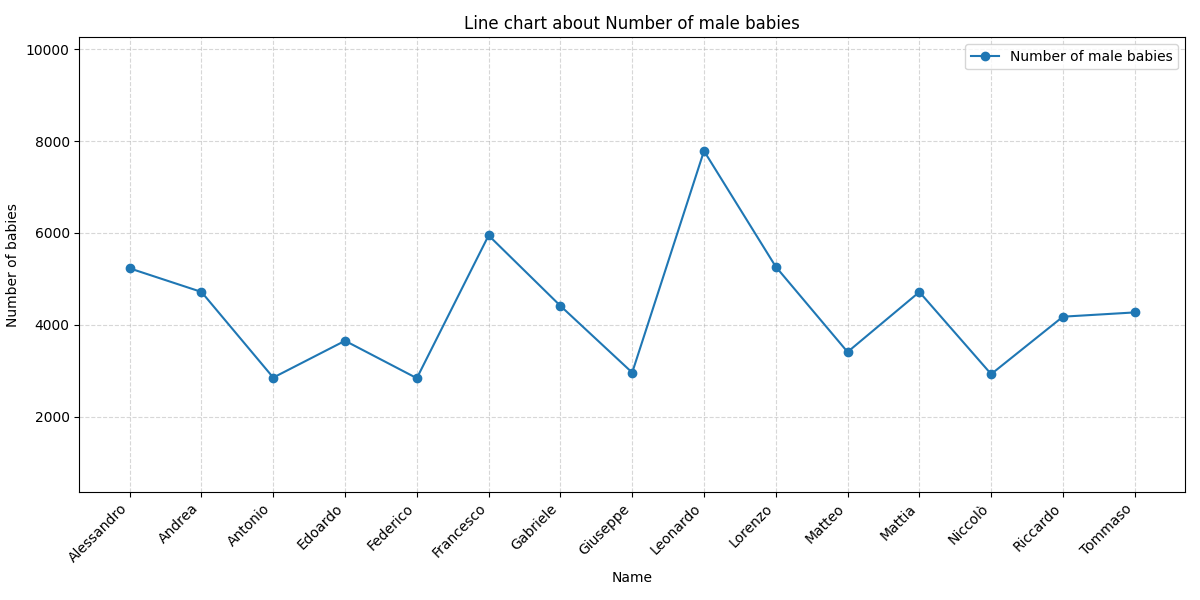 Line chart about Number of male babies
Number of male babies
Number of babies
10000
8000
6000
4000
2000
Alessandro
Andrea
Antonio
Edoardo
Federico
Francesco
Gabriele
Giuseppe
Leonardo
Lorenzo
Matteo
Mattia
Niccolò
Riccardo
Tommaso
Name